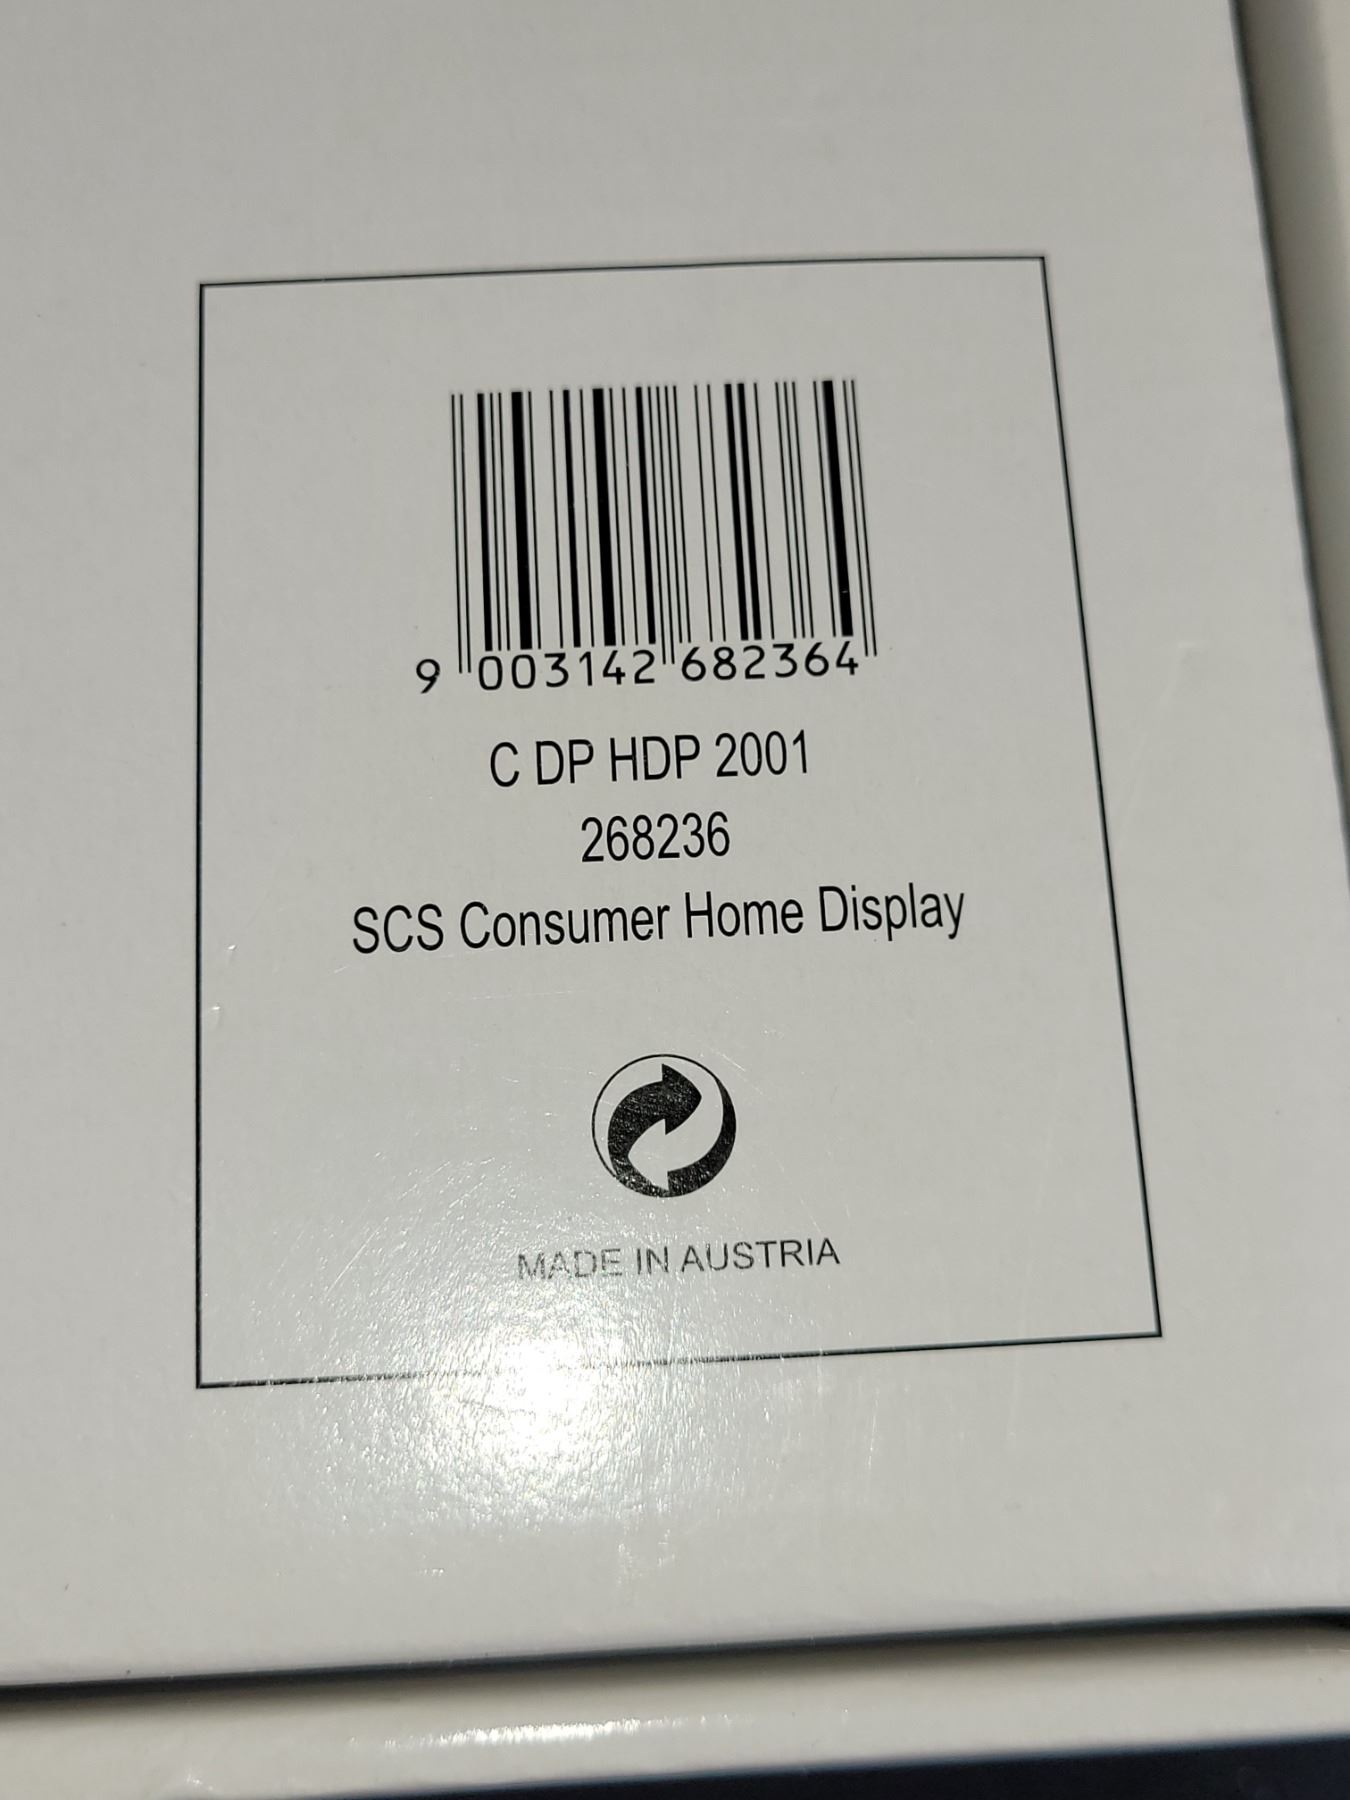 9 003142 682364
C DP HDP 2001
268236
SCS Consumer Home Display
MADE IN AUSTRIA